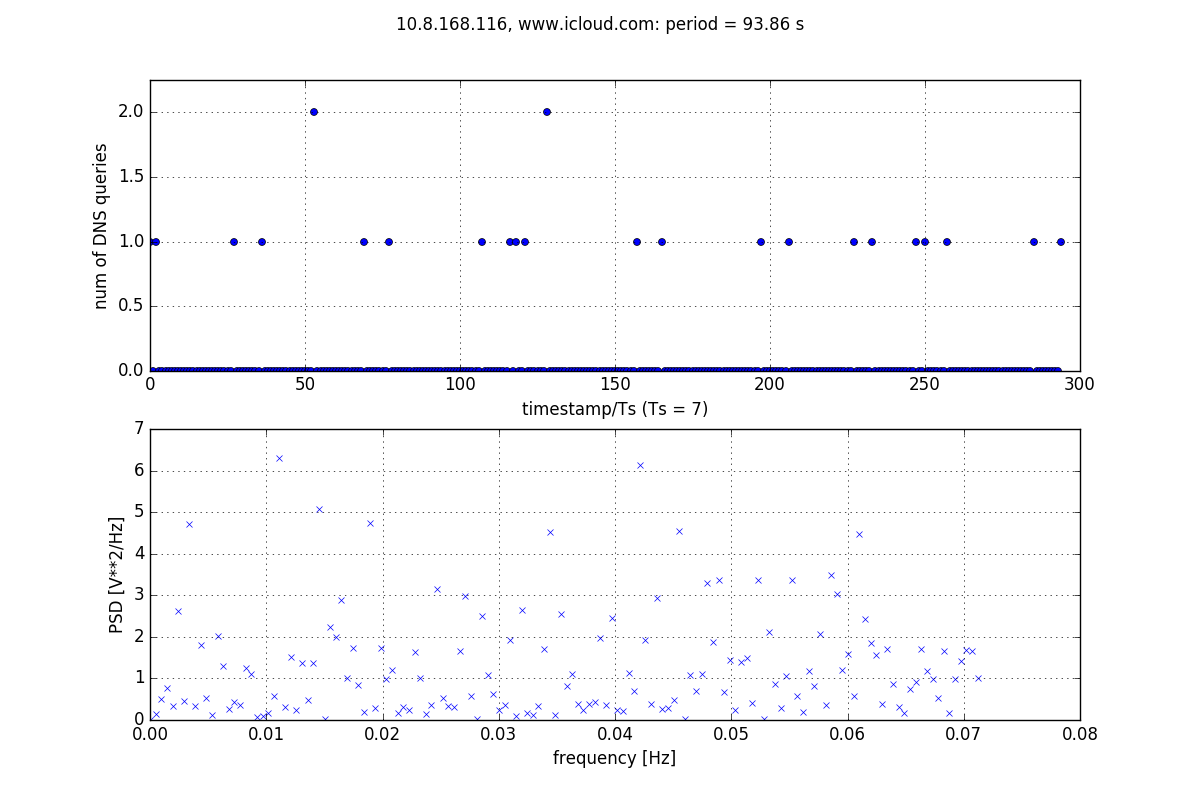 10.8.168.116, www.icloud.com: period = 93.86 s
num of DNS queries
2.0
1.5
1.0
0.5
0.0
0 50 100 150 200 250 300
timestamp/Ts (Ts = 7)
PSD [V**2/Hz]
7
6
5
4
3
2
1
0
0.00 0.01 0.02 0.03 0.04 0.05 0.06 0.07 0.08
frequency [Hz]